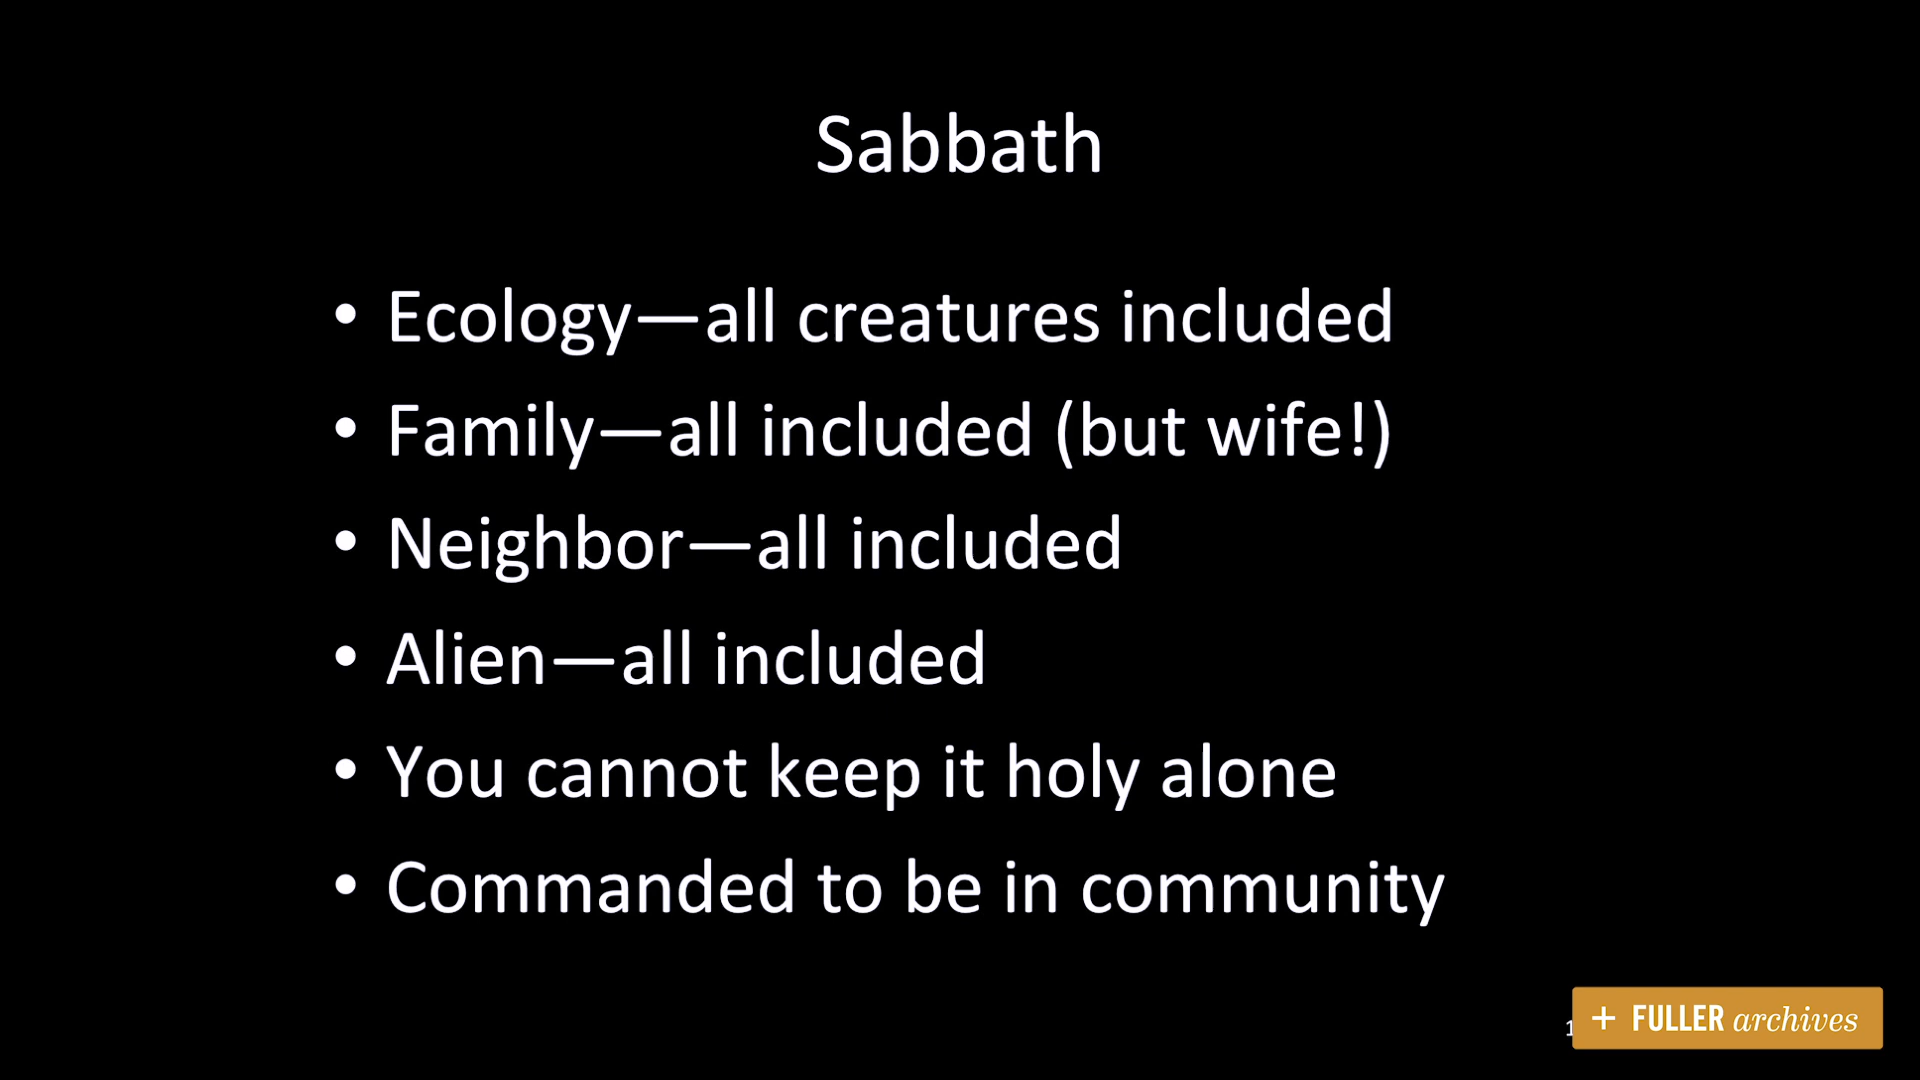 Sabbath
• Ecology—all creatures included
• Family—all included (but wife!)
• Neighbor—all included
• Alien—all included
• You cannot keep it holy alone
• Commanded to be in community
+ FULLER archives